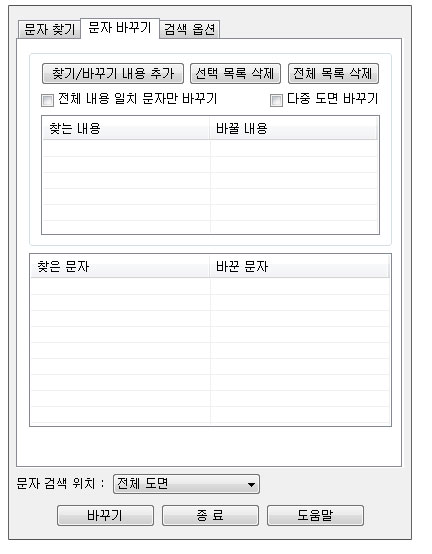 문자 찾기 문자 바꾸기 검색 옵션
찾기/바꾸기 내용 추가 선택 목록 삭제 전체 목록 삭제
전체 내용 일치 문자만 바꾸기 다중 도면 바꾸기
찾는 내용 바꿀 내용
찾은 문자 바꾼 문자
문자 검색 위치 : 전체 도면
바꾸기 종 료 도움말